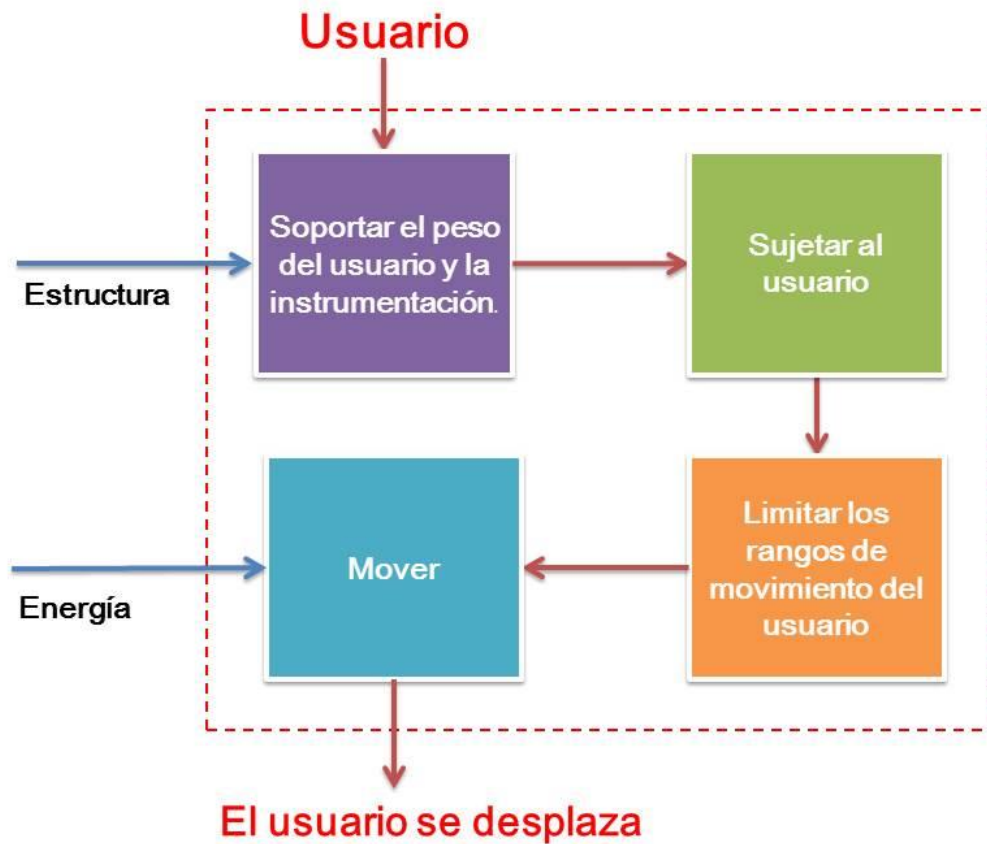 Usuario
Soportar el peso
del usuario y la
instrumentación.
Sujetar al
usuario
Estructura
Mover
Limitar los
rangos de
movimiento del
usuario
Energía
El usuario se desplaza